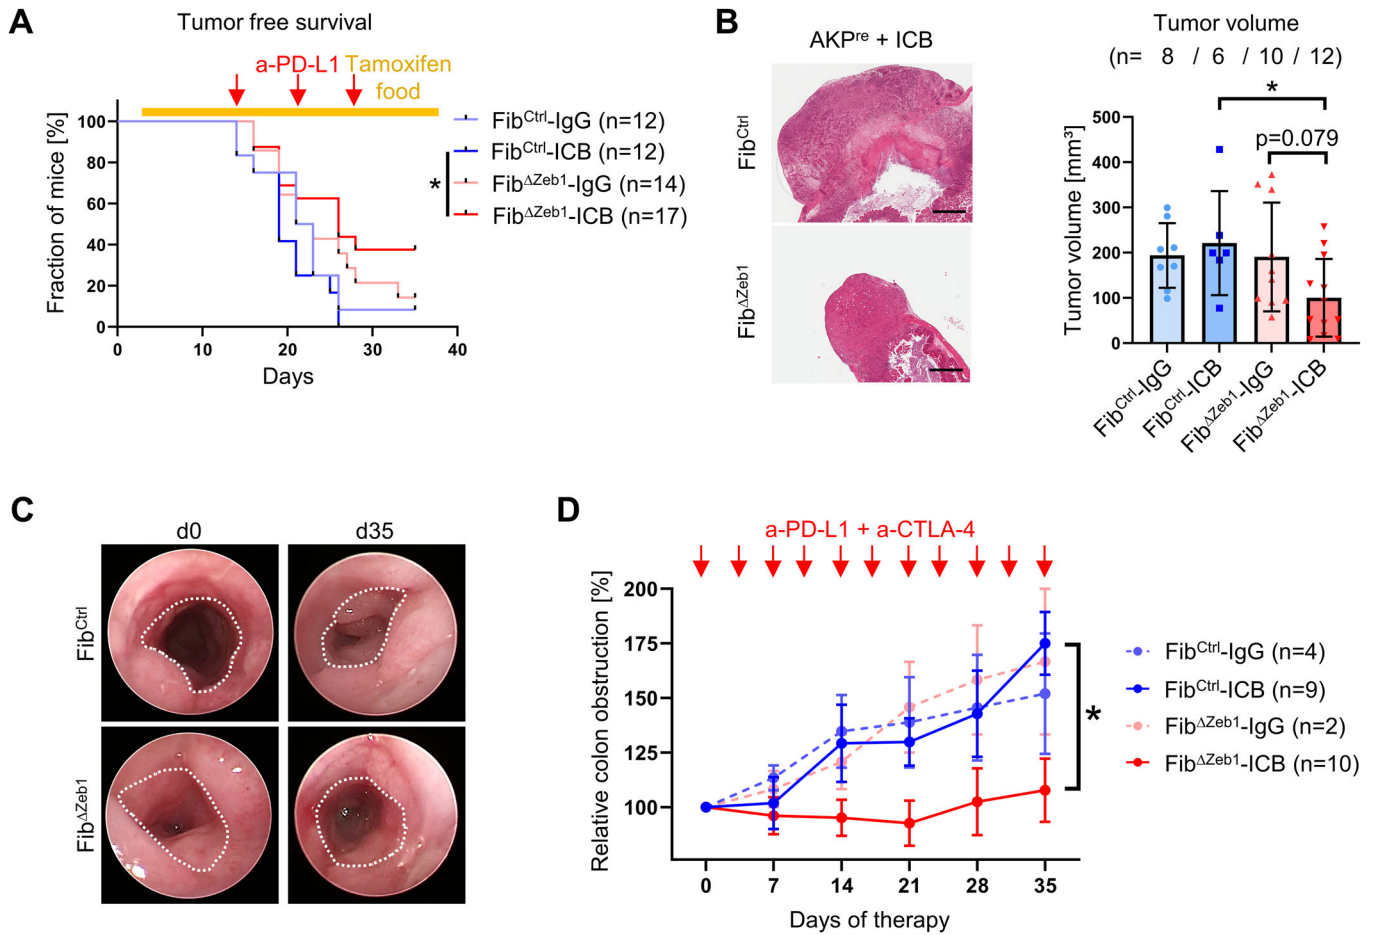 A
Tumor free survival
a-PD-L1 Tamoxifen
food
Fraction of mice [%]
100
80
60
40
20
0
0 10 20 30 40
Days
Fib^Ctrl-IgG (n=12)
Fib^Ctrl-ICB (n=12)
Fib^ΔZeb1-IgG (n=14)
Fib^ΔZeb1-ICB (n=17)
*
B
AKP^re + ICB
Fib^Ctrl
Fib^ΔZeb1
Tumor volume
(n= 8 / 6 / 10 / 12)
*
p=0.079
Tumor volume [mm³]
500
400
300
200
100
0
Fib^Ctrl-IgG
Fib^Ctrl-ICB
Fib^ΔZeb1-IgG
Fib^ΔZeb1-ICB
C
d0 d35
Fib^Ctrl
Fib^ΔZeb1
D
a-PD-L1 + a-CTLA-4
Relative colon obstruction [%]
200
175
150
125
100
0 7 14 21 28 35
Days of therapy
*
Fib^Ctrl-IgG (n=4)
Fib^Ctrl-ICB (n=9)
Fib^ΔZeb1-IgG (n=2)
Fib^ΔZeb1-ICB (n=10)